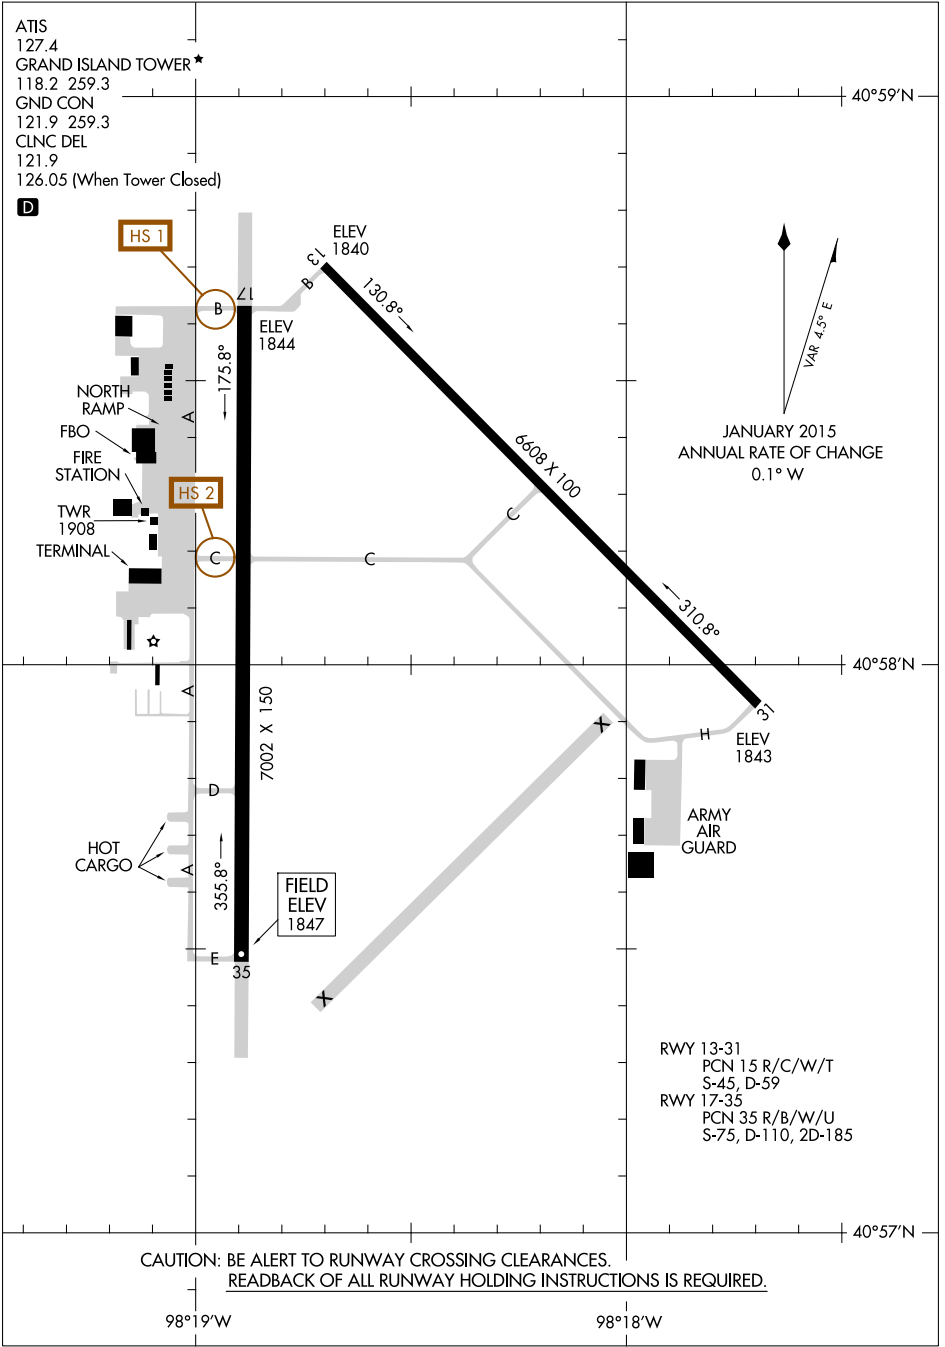 ATIS
127.4
GRAND ISLAND TOWER★
118.2 259.3
GND CON
121.9 259.3
CLNC DEL
121.9
126.05 (When Tower Closed)
D
40°59'N
HS 1
ELEV
1840
13
B
B
17
ELEV
1844
130.8°
VAR 4.5° E
175.8°
JANUARY 2015
ANNUAL RATE OF CHANGE
0.1° W
NORTH
RAMP
A
FBO
FIRE
STATION
HS 2
TWR
1908
TERMINAL
6608 X 100
C
C
C
310.8°
40°58'N
A
7002 X 150
31
ELEV
1843
H
X
D
HOT
CARGO
A
355.8°
ARMY
AIR
GUARD
FIELD
ELEV
1847
E
35
X
RWY 13-31
PCN 15 R/C/W/T
S-45, D-59
RWY 17-35
PCN 35 R/B/W/U
S-75, D-110, 2D-185
40°57'N
CAUTION: BE ALERT TO RUNWAY CROSSING CLEARANCES.
READBACK OF ALL RUNWAY HOLDING INSTRUCTIONS IS REQUIRED.
98°19'W
98°18'W